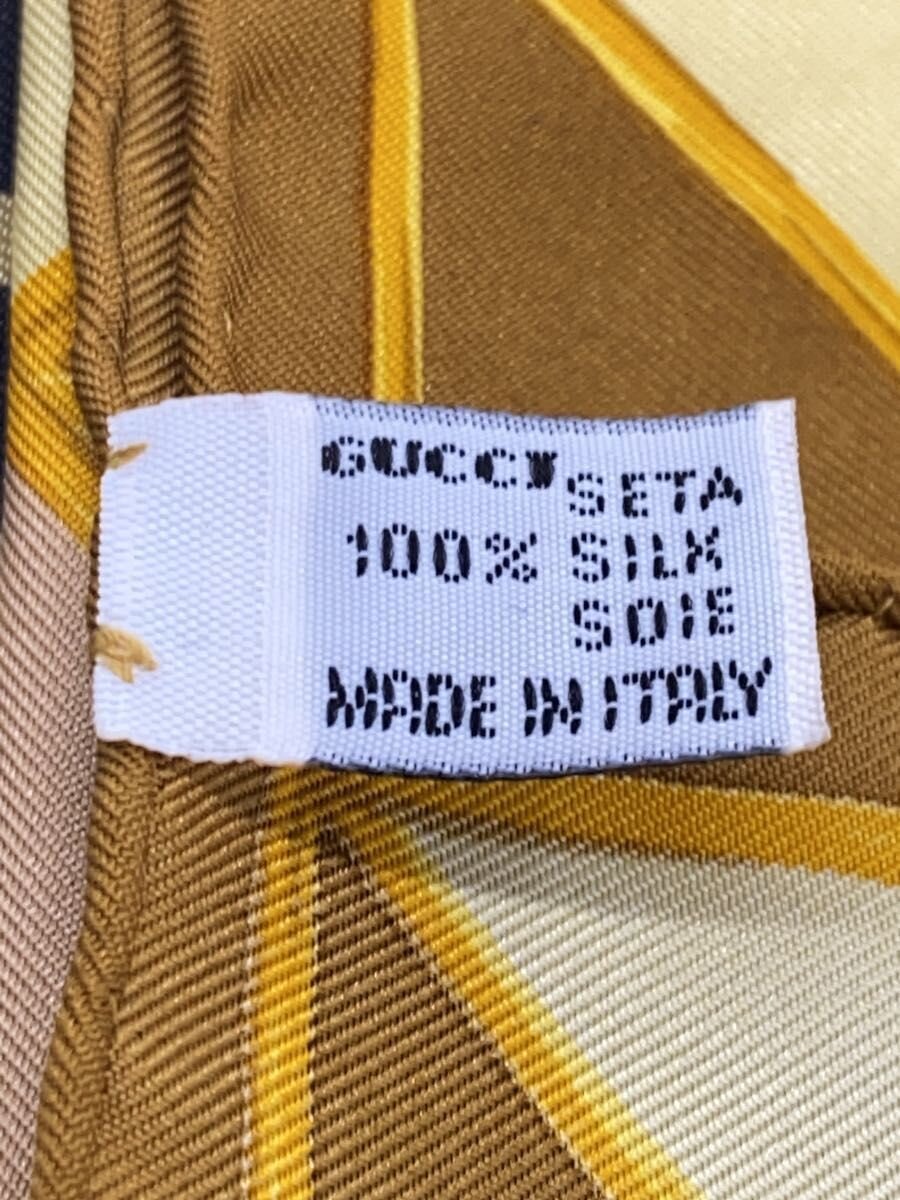 GUCCI SETA
100% SILK
SOIE
MADE IN ITALY